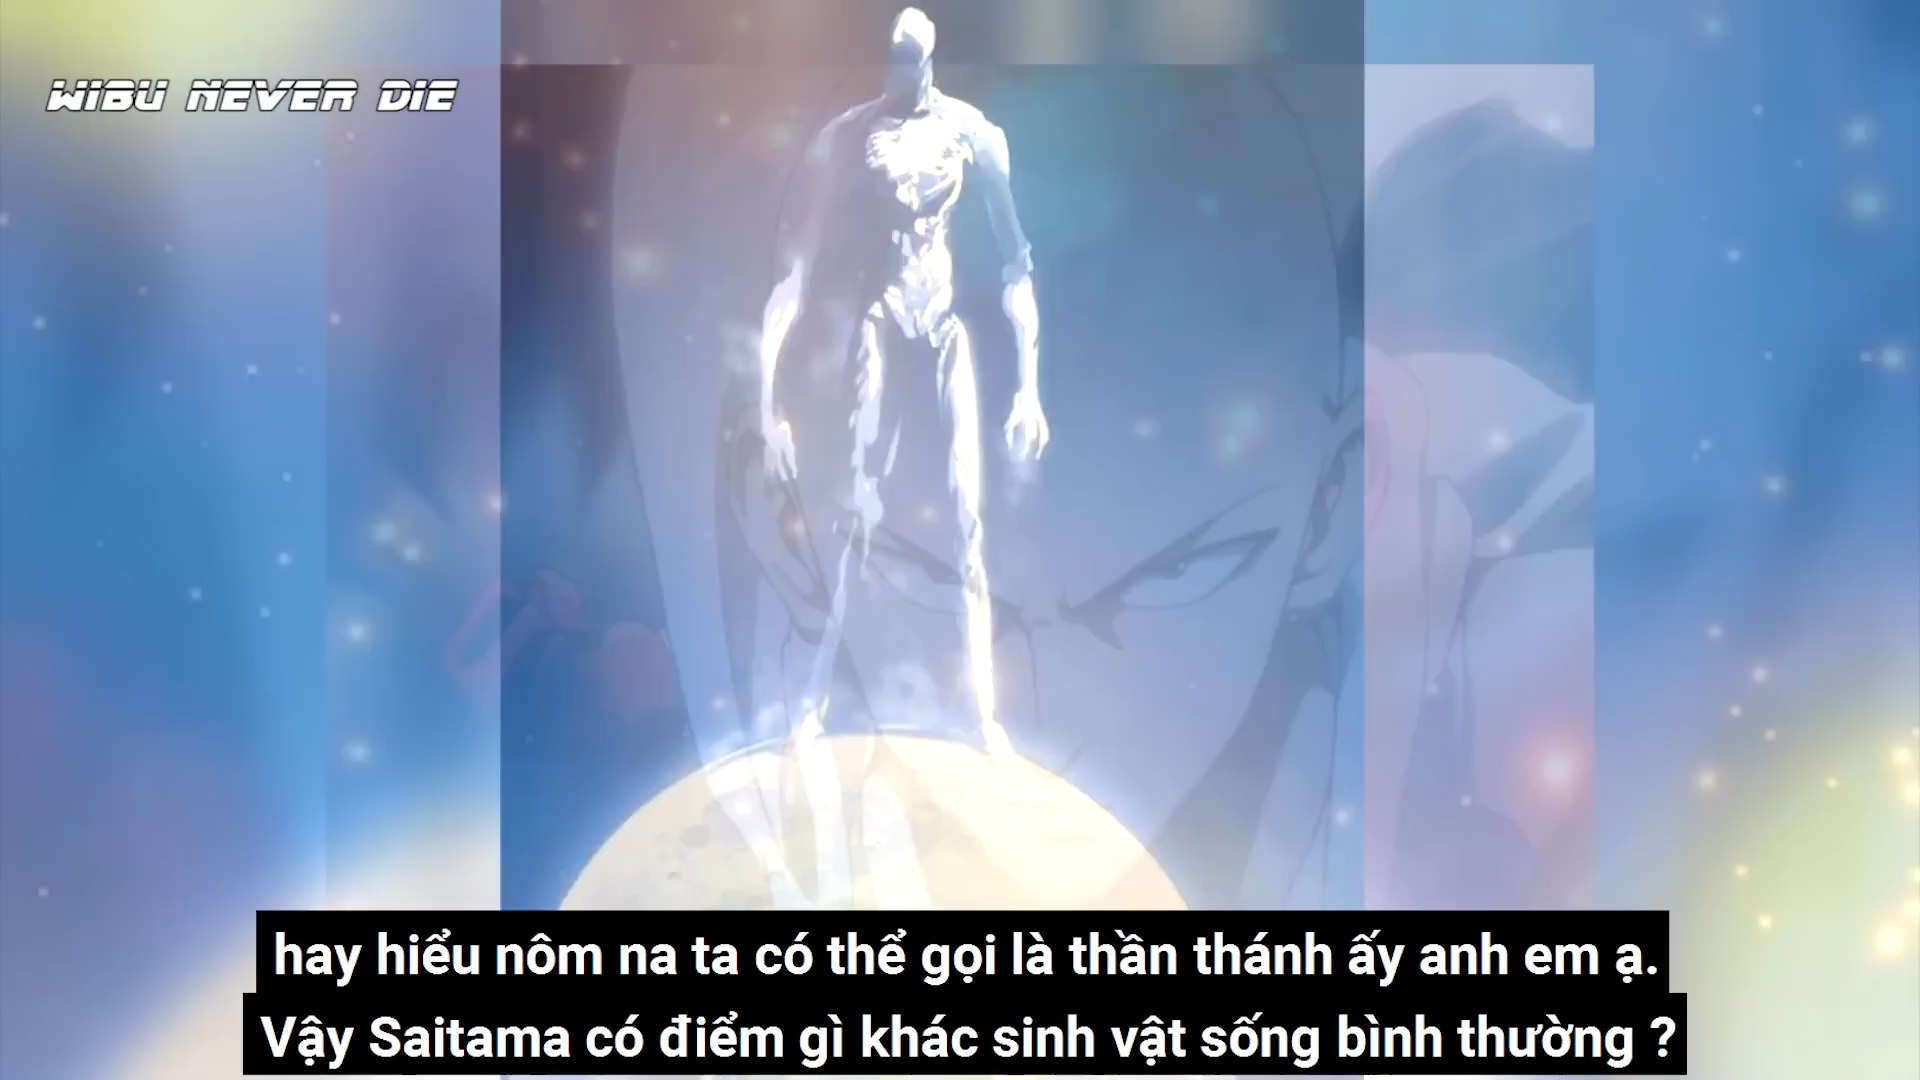 WIBU NEVER DIE
hay hiểu nôm na ta có thể gọi là thần thánh ấy anh em ạ.
Vậy Saitama có điểm gì khác sinh vật sống bình thường ?